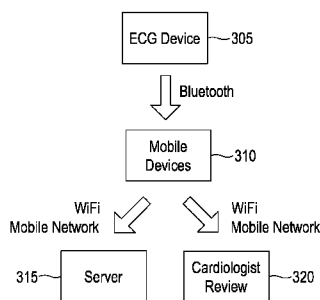 ECG Device
305
Bluetooth
Mobile
Devices
310
WiFi
Mobile Network
WiFi
Mobile Network
315
Server
Cardiologist
Review
320